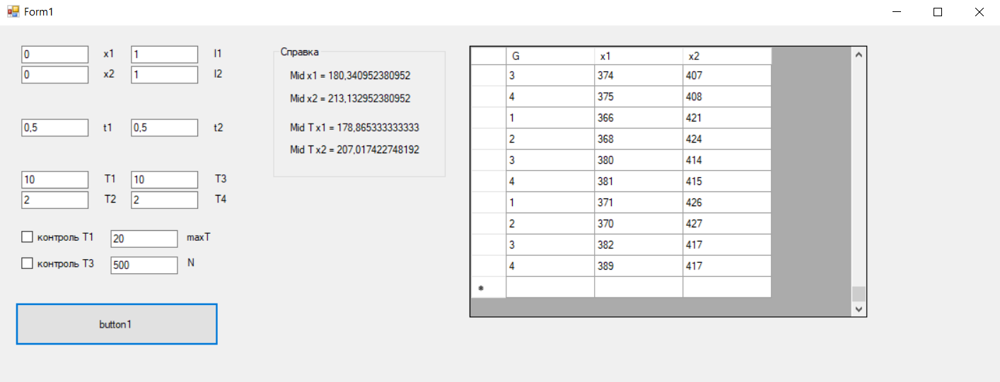 Form1
0 x1 1 l1
0 x2 1 l2
0,5 t1 0,5 t2
10 T1 10 T3
2 T2 2 T4
контроль T1 20 maxT
контроль T3 500 N
button1
Справка
Mid x1 = 180,340952380952
Mid x2 = 213,132952380952
Mid T x1 = 178,865333333333
Mid T x2 = 207,017422748192
G x1 x2
3 374 407
4 375 408
1 366 421
2 368 424
3 380 414
4 381 415
1 371 426
2 370 427
3 382 417
4 389 417
*